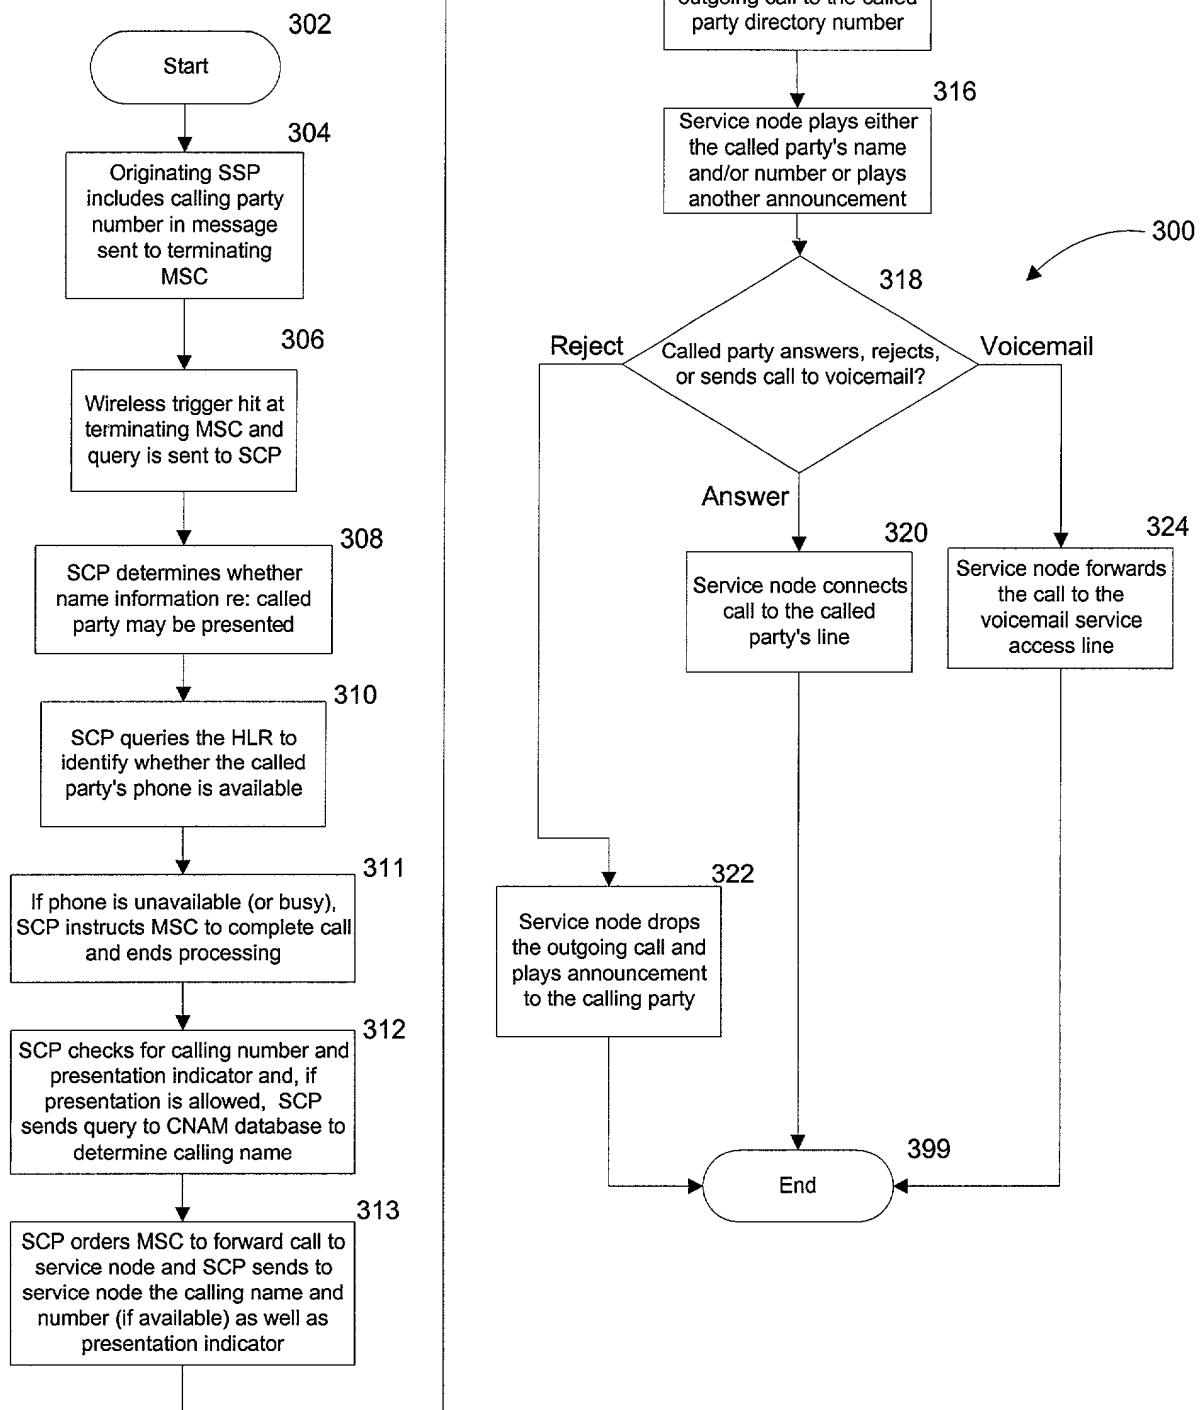 302
Start
304
Originating SSP
includes calling party
number in message
sent to terminating
MSC
306
Wireless trigger hit at
terminating MSC and
query is sent to SCP
308
SCP determines whether
name information re: called
party may be presented
310
SCP queries the HLR to
identify whether the called
party's phone is available
311
If phone is unavailable (or busy),
SCP instructs MSC to complete call
and ends processing
312
SCP checks for calling number and
presentation indicator and, if
presentation is allowed, SCP
sends query to CNAM database to
determine calling name
313
SCP orders MSC to forward call to
service node and SCP sends to
service node the calling name and
number (if available) as well as
presentation indicator
outgoing call to the called
party directory number
316
Service node plays either
the called party's name
and/or number or plays
another announcement
300
318
Called party answers, rejects,
or sends call to voicemail?
Reject
Voicemail
Answer
320
Service node connects
call to the called
party's line
324
Service node forwards
the call to the
voicemail service
access line
322
Service node drops
the outgoing call and
plays announcement
to the calling party
399
End